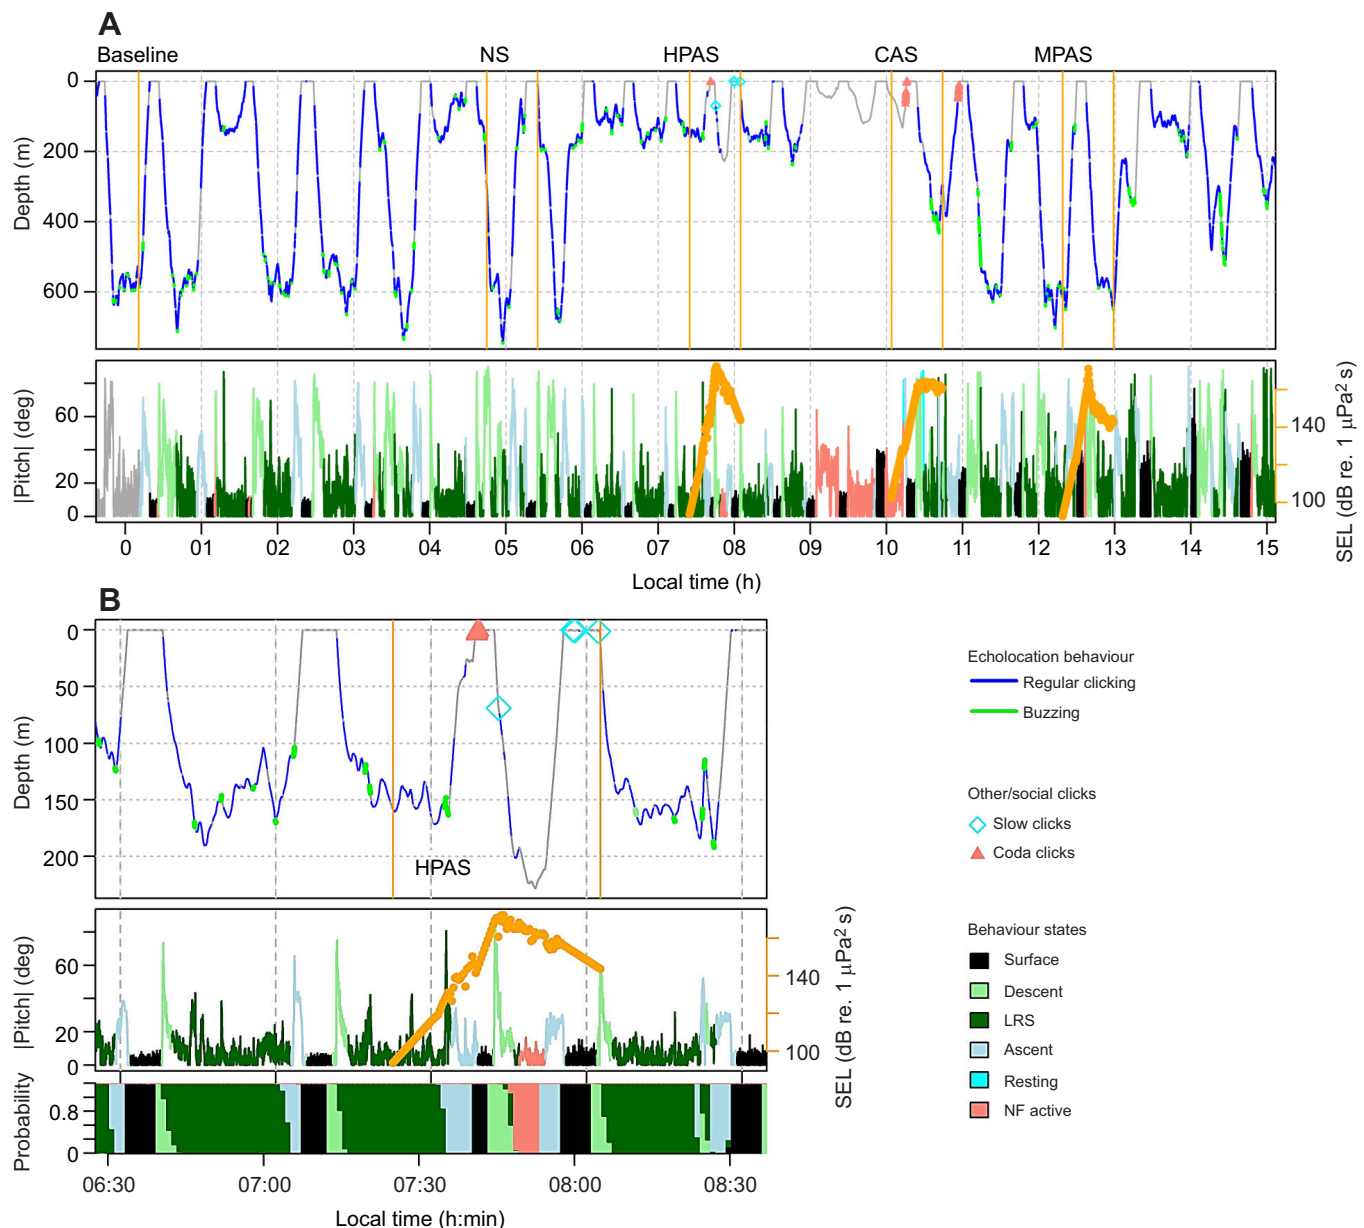 A
Baseline NS HPAS CAS MPAS
0
200
400
600
Depth (m)
60
20
0
|Pitch| (deg)
140
100
SEL (dB re. 1 μPa² s)
0 01 02 03 04 05 06 07 08 09 10 11 12 13 14 15
Local time (h)
B
0
50
100
150
200
Depth (m)
HPAS
60
20
0
|Pitch| (deg)
140
100
SEL (dB re. 1 μPa² s)
0.8
0
Probability
06:30 07:00 07:30 08:00 08:30
Local time (h:min)
Echolocation behaviour
Regular clicking
Buzzing
Other/social clicks
Slow clicks
Coda clicks
Behaviour states
Surface
Descent
LRS
Ascent
Resting
NF active